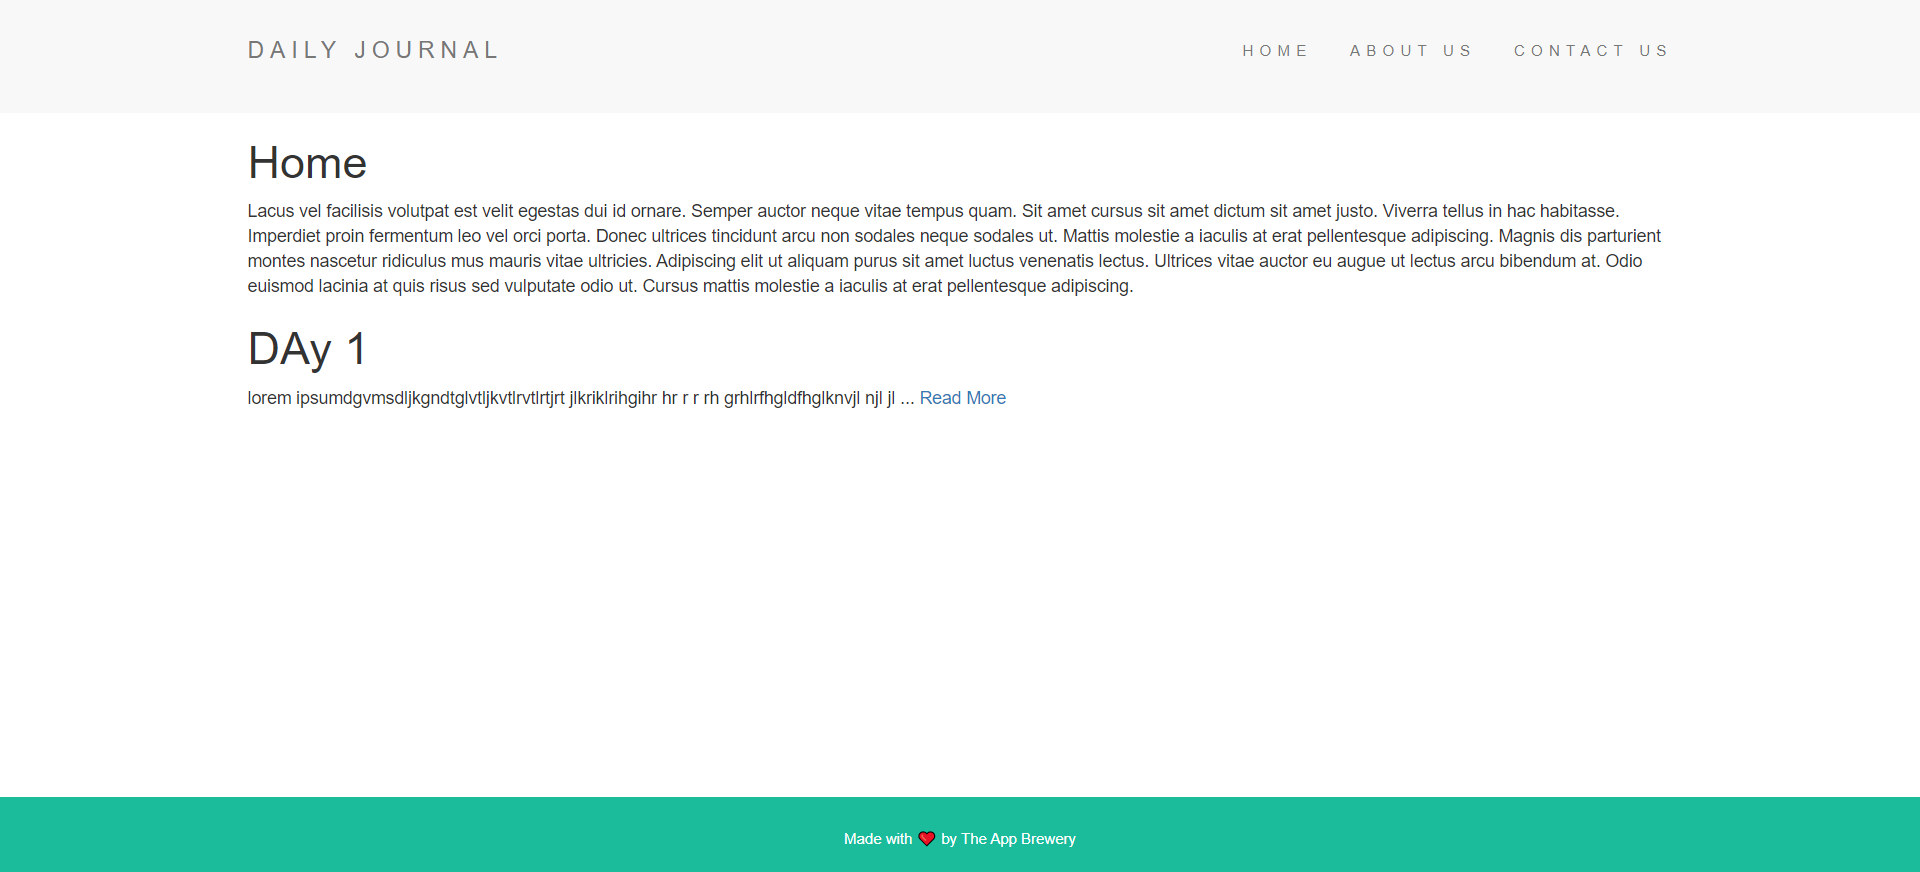 DAILY JOURNAL
HOME ABOUT US CONTACT US
Home
Lacus vel facilisis volutpat est velit egestas dui id ornare. Semper auctor neque vitae tempus quam. Sit amet cursus sit amet dictum sit amet justo. Viverra tellus in hac habitasse.
Imperdiet proin fermentum leo vel orci porta. Donec ultrices tincidunt arcu non sodales neque sodales ut. Mattis molestie a iaculis at erat pellentesque adipiscing. Magnis dis parturient
montes nascetur ridiculus mus mauris vitae ultricies. Adipiscing elit ut aliquam purus sit amet luctus venenatis lectus. Ultrices vitae auctor eu augue ut lectus arcu bibendum at. Odio
euismod lacinia at quis risus sed vulputate odio ut. Cursus mattis molestie a iaculis at erat pellentesque adipiscing.
DAy 1
lorem ipsumdgvmsdljkgndtglvtljkvtlrvtlrtjrt jlkriklrihgihr hr r r rh grhlrfhgldfhglknvjl njl jl ... Read More
Made with ❤ by The App Brewery